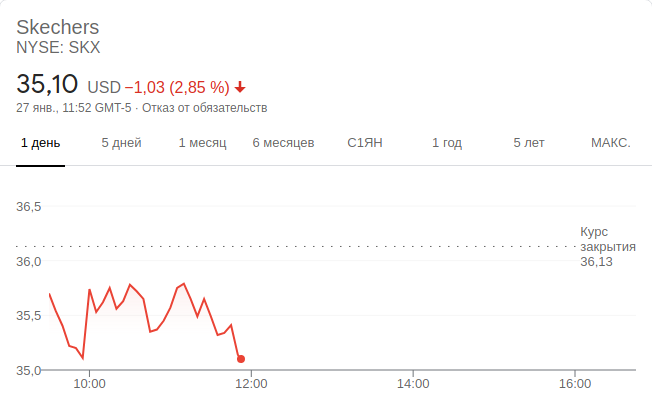 Skechers
NYSE: SKX
35,10 USD −1,03 (2,85 %)
27 янв., 11:52 GMT-5 · Отказ от обязательств
1 день 5 дней 1 месяц 6 месяцев С1ЯН 1 год 5 лет МАКС.
36,5
Курс
закрытия
36,13
36,0
35,5
35,0
10:00 12:00 14:00 16:00